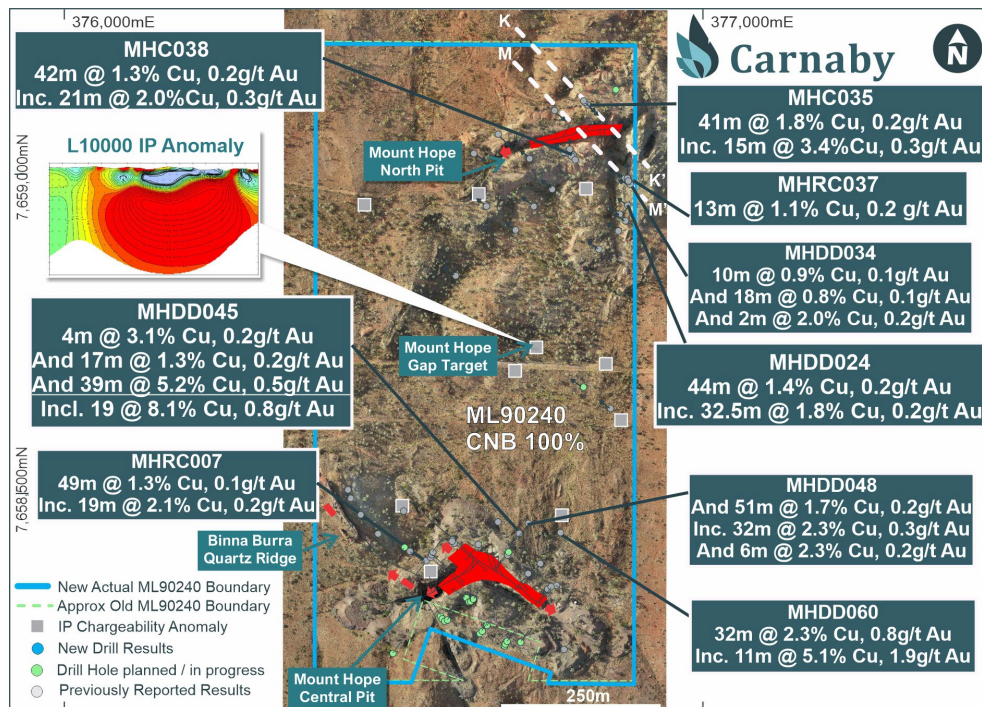 376,000mE
377,000mE
K
M
Carnaby
N
MHC038
42m @ 1.3% Cu, 0.2g/t Au
Inc. 21m @ 2.0%Cu, 0.3g/t Au
MHC035
41m @ 1.8% Cu, 0.2g/t Au
Inc. 15m @ 3.4%Cu, 0.3g/t Au
L10000 IP Anomaly
Mount Hope
North Pit
K'
M'
7,659,000mN
MHRC037
13m @ 1.1% Cu, 0.2 g/t Au
MHDD034
10m @ 0.9% Cu, 0.1g/t Au
And 18m @ 0.8% Cu, 0.1g/t Au
And 2m @ 2.0% Cu, 0.2g/t Au
MHDD045
4m @ 3.1% Cu, 0.2g/t Au
And 17m @ 1.3% Cu, 0.2g/t Au
And 39m @ 5.2% Cu, 0.5g/t Au
Incl. 19 @ 8.1% Cu, 0.8g/t Au
Mount Hope
Gap Target
MHDD024
44m @ 1.4% Cu, 0.2g/t Au
Inc. 32.5m @ 1.8% Cu, 0.2g/t Au
ML90240
CNB 100%
7,658,500mN
MHRC007
49m @ 1.3% Cu, 0.1g/t Au
Inc. 19m @ 2.1% Cu, 0.2g/t Au
MHDD048
And 51m @ 1.7% Cu, 0.2g/t Au
Inc. 32m @ 2.3% Cu, 0.3g/t Au
And 6m @ 2.3% Cu, 0.2g/t Au
Binna Burra
Quartz Ridge
New Actual ML90240 Boundary
Approx Old ML90240 Boundary
IP Chargeability Anomaly
New Drill Results
Drill Hole planned / in progress
Previously Reported Results
MHDD060
32m @ 2.3% Cu, 0.8g/t Au
Inc. 11m @ 5.1% Cu, 1.9g/t Au
Mount Hope
Central Pit
250m